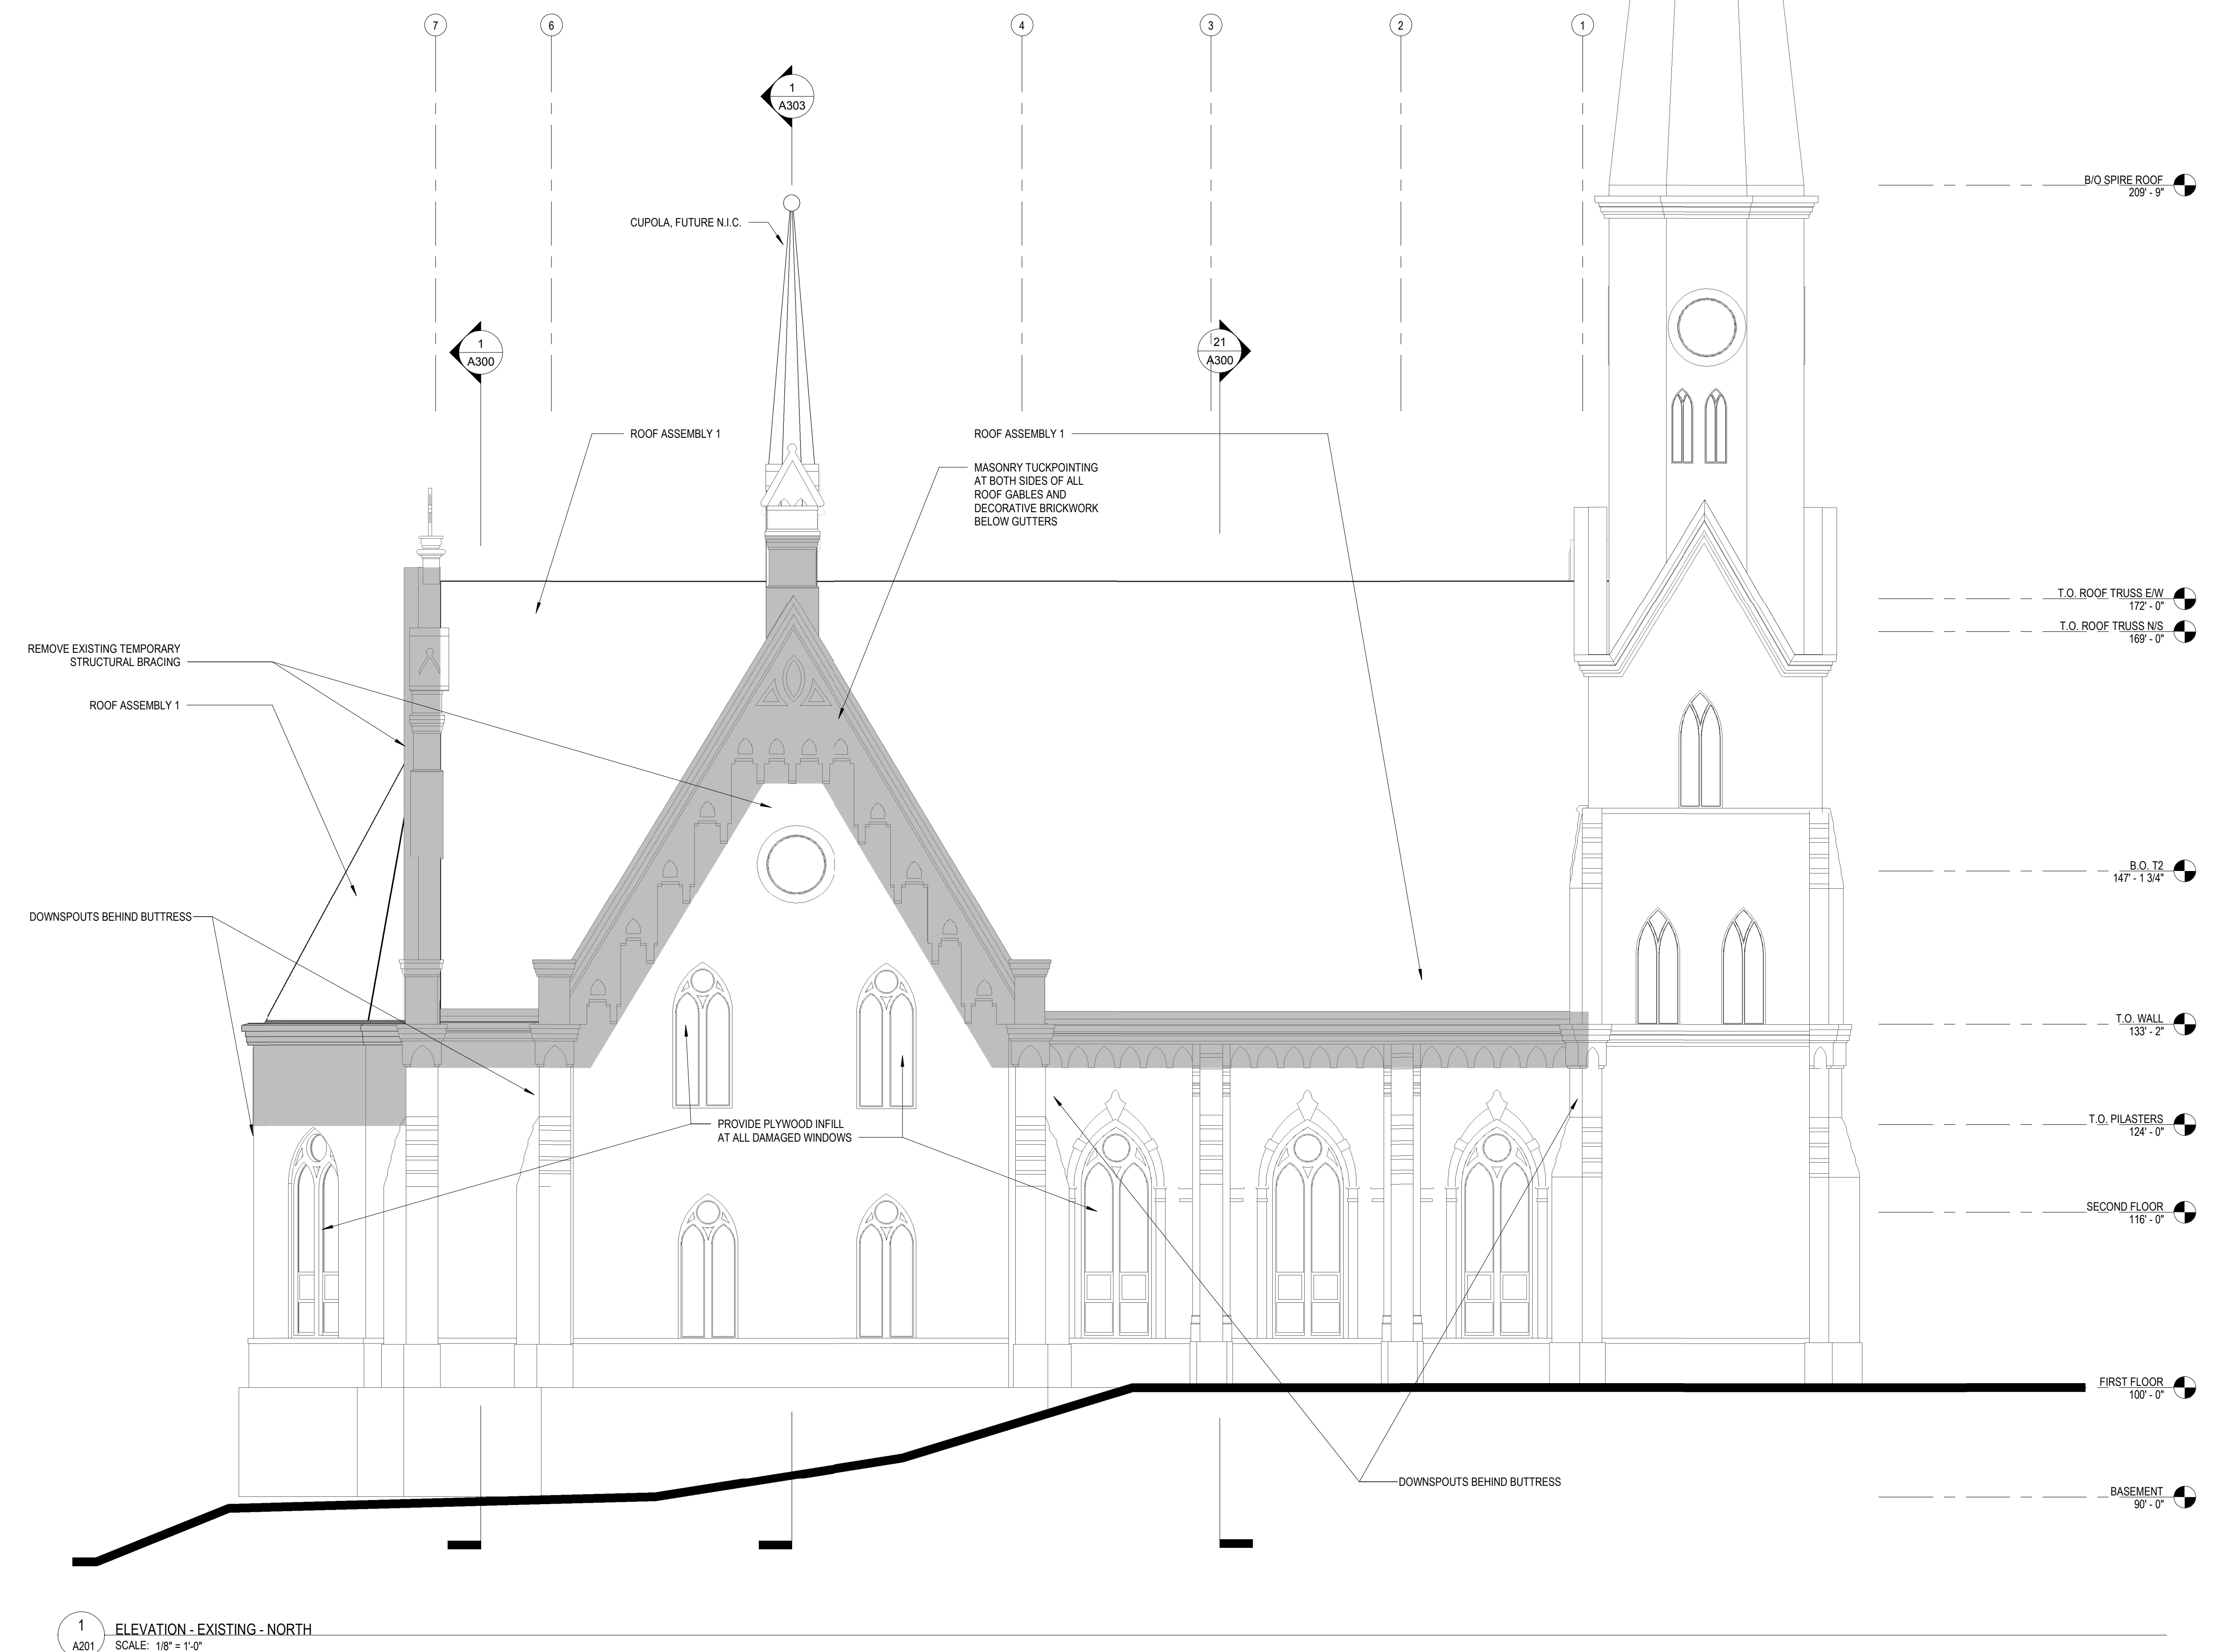 7
6
4
3
2
1
1
A303
B/O SPIRE ROOF
209' - 9"
CUPOLA, FUTURE N.I.C.
1
A300
21
A300
ROOF ASSEMBLY 1
ROOF ASSEMBLY 1
MASONRY TUCKPOINTING
AT BOTH SIDES OF ALL
ROOF GABLES AND
DECORATIVE BRICKWORK
BELOW GUTTERS
T.O. ROOF TRUSS E/W
172' - 0"
T.O. ROOF TRUSS N/S
169' - 0"
REMOVE EXISTING TEMPORARY
STRUCTURAL BRACING
ROOF ASSEMBLY 1
B.O. T2
147' - 1 3/4"
DOWNSPOUTS BEHIND BUTTRESS
T.O. WALL
133' - 2"
PROVIDE PLYWOOD INFILL
AT ALL DAMAGED WINDOWS
T.O. PILASTERS
124' - 0"
SECOND FLOOR
116' - 0"
FIRST FLOOR
100' - 0"
DOWNSPOUTS BEHIND BUTTRESS
BASEMENT
90' - 0"
1
A201
ELEVATION - EXISTING - NORTH
SCALE: 1/8" = 1'-0"